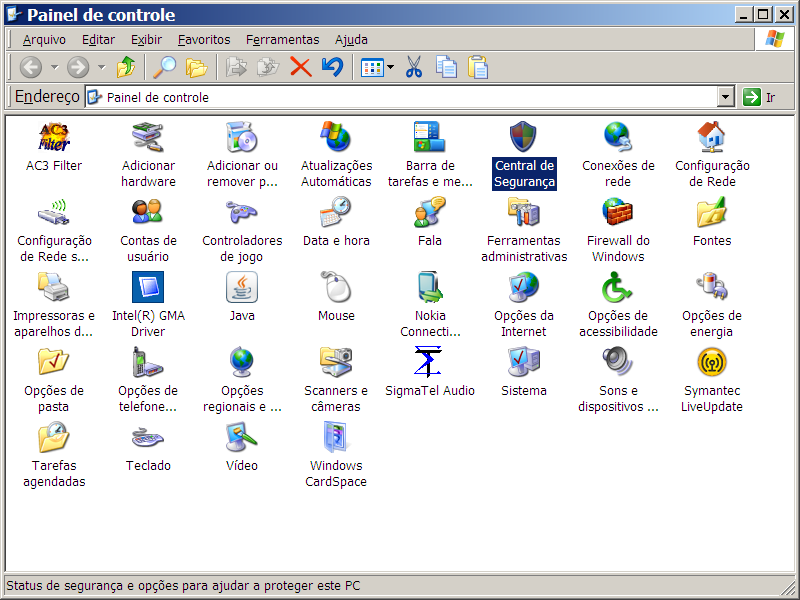 Painel de controle
Arquivo Editar Exibir Favoritos Ferramentas Ajuda
Endereço Painel de controle Ir
AC3 Filter
AC3 Filter
Adicionar
hardware
Adicionar ou
remover p...
Atualizações
Automáticas
Barra de
tarefas e me...
Central de
Segurança
Conexões de
rede
Configuração
de Rede
Configuração
de Rede s...
Contas de
usuário
Controladores
de jogo
Data e hora
Fala
Ferramentas
administrativas
Firewall do
Windows
Fontes
Impressoras e
aparelhos d...
Intel(R) GMA
Driver
Java
Mouse
Nokia
Connecti...
Opções da
Internet
Opções de
acessibilidade
Opções de
energia
Opções de
pasta
Opções de
telefone...
Opções
regionais e ...
Scanners e
câmeras
SigmaTel Audio
Sistema
Sons e
dispositivos ...
Symantec
LiveUpdate
Tarefas
agendadas
Teclado
Vídeo
Windows
CardSpace
Status de segurança e opções para ajudar a proteger este PC